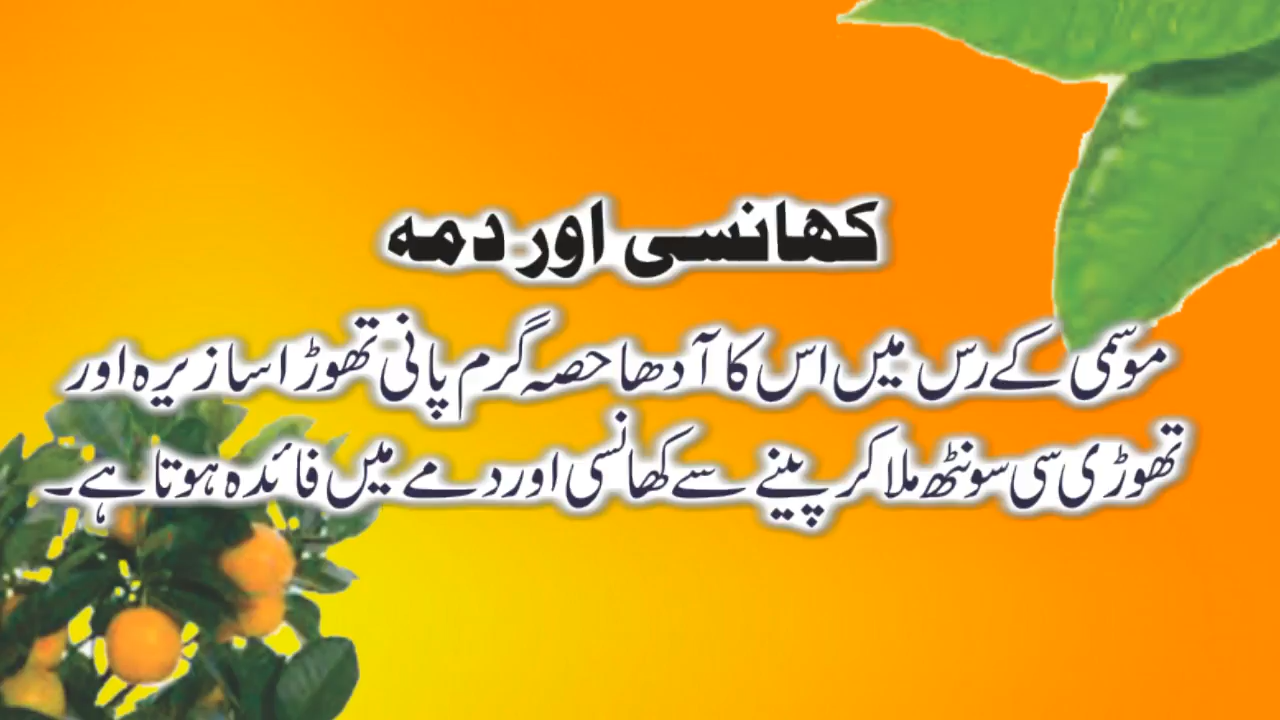 کھانسی اور دمہ
موسمی کے رس میں اس کا آدھا حصہ گرم پانی تھوڑا سا زیرہ اور
تھوڑی سی سونٹھ ملا کر پینے سے کھانسی اور دمے میں فائدہ ہوتا ہے۔